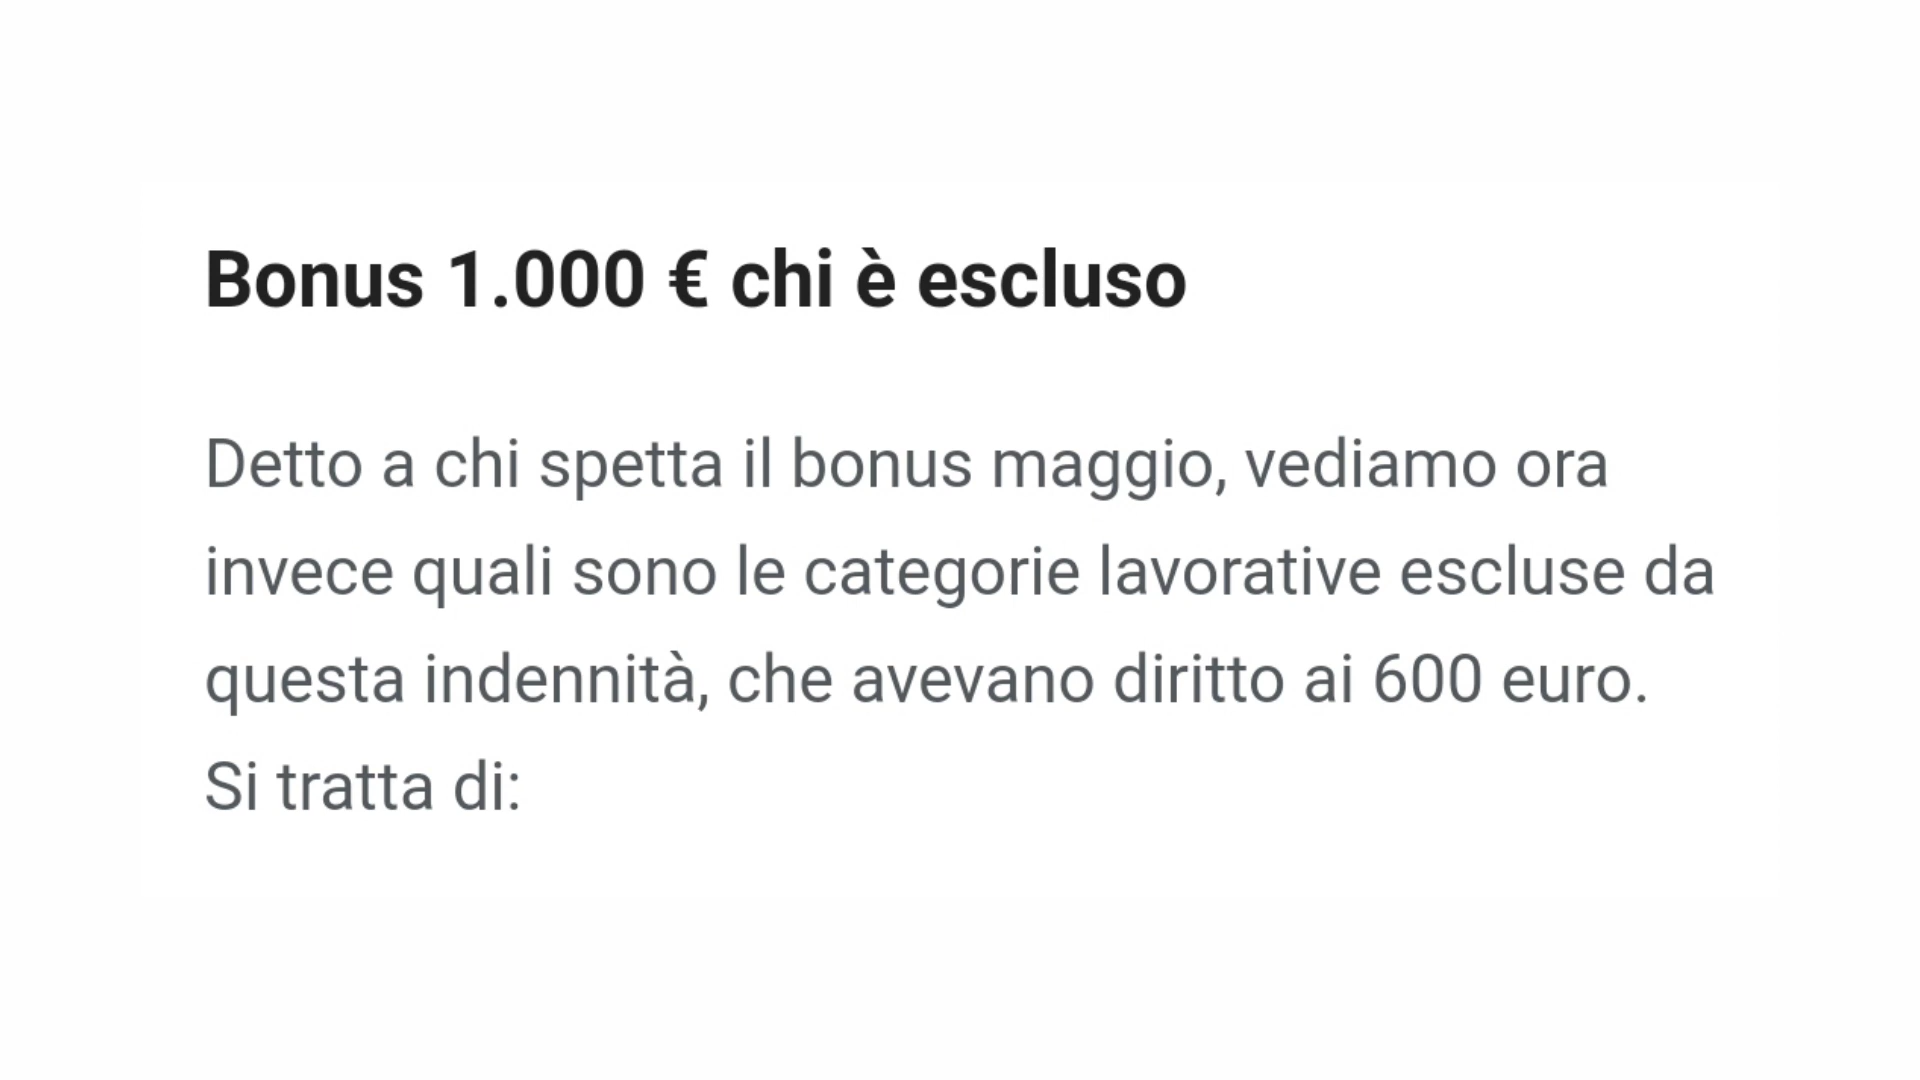 Bonus 1.000 € chi è escluso
Detto a chi spetta il bonus maggio, vediamo ora
invece quali sono le categorie lavorative escluse da
questa indennità, che avevano diritto ai 600 euro.
Si tratta di: